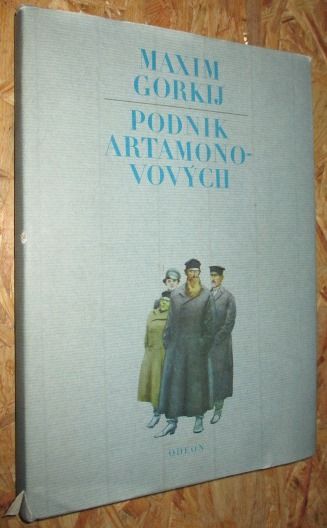 MAXIM
GORKIJ
PODNIK
ARTAMONO-
VOVÝCH
ODEON